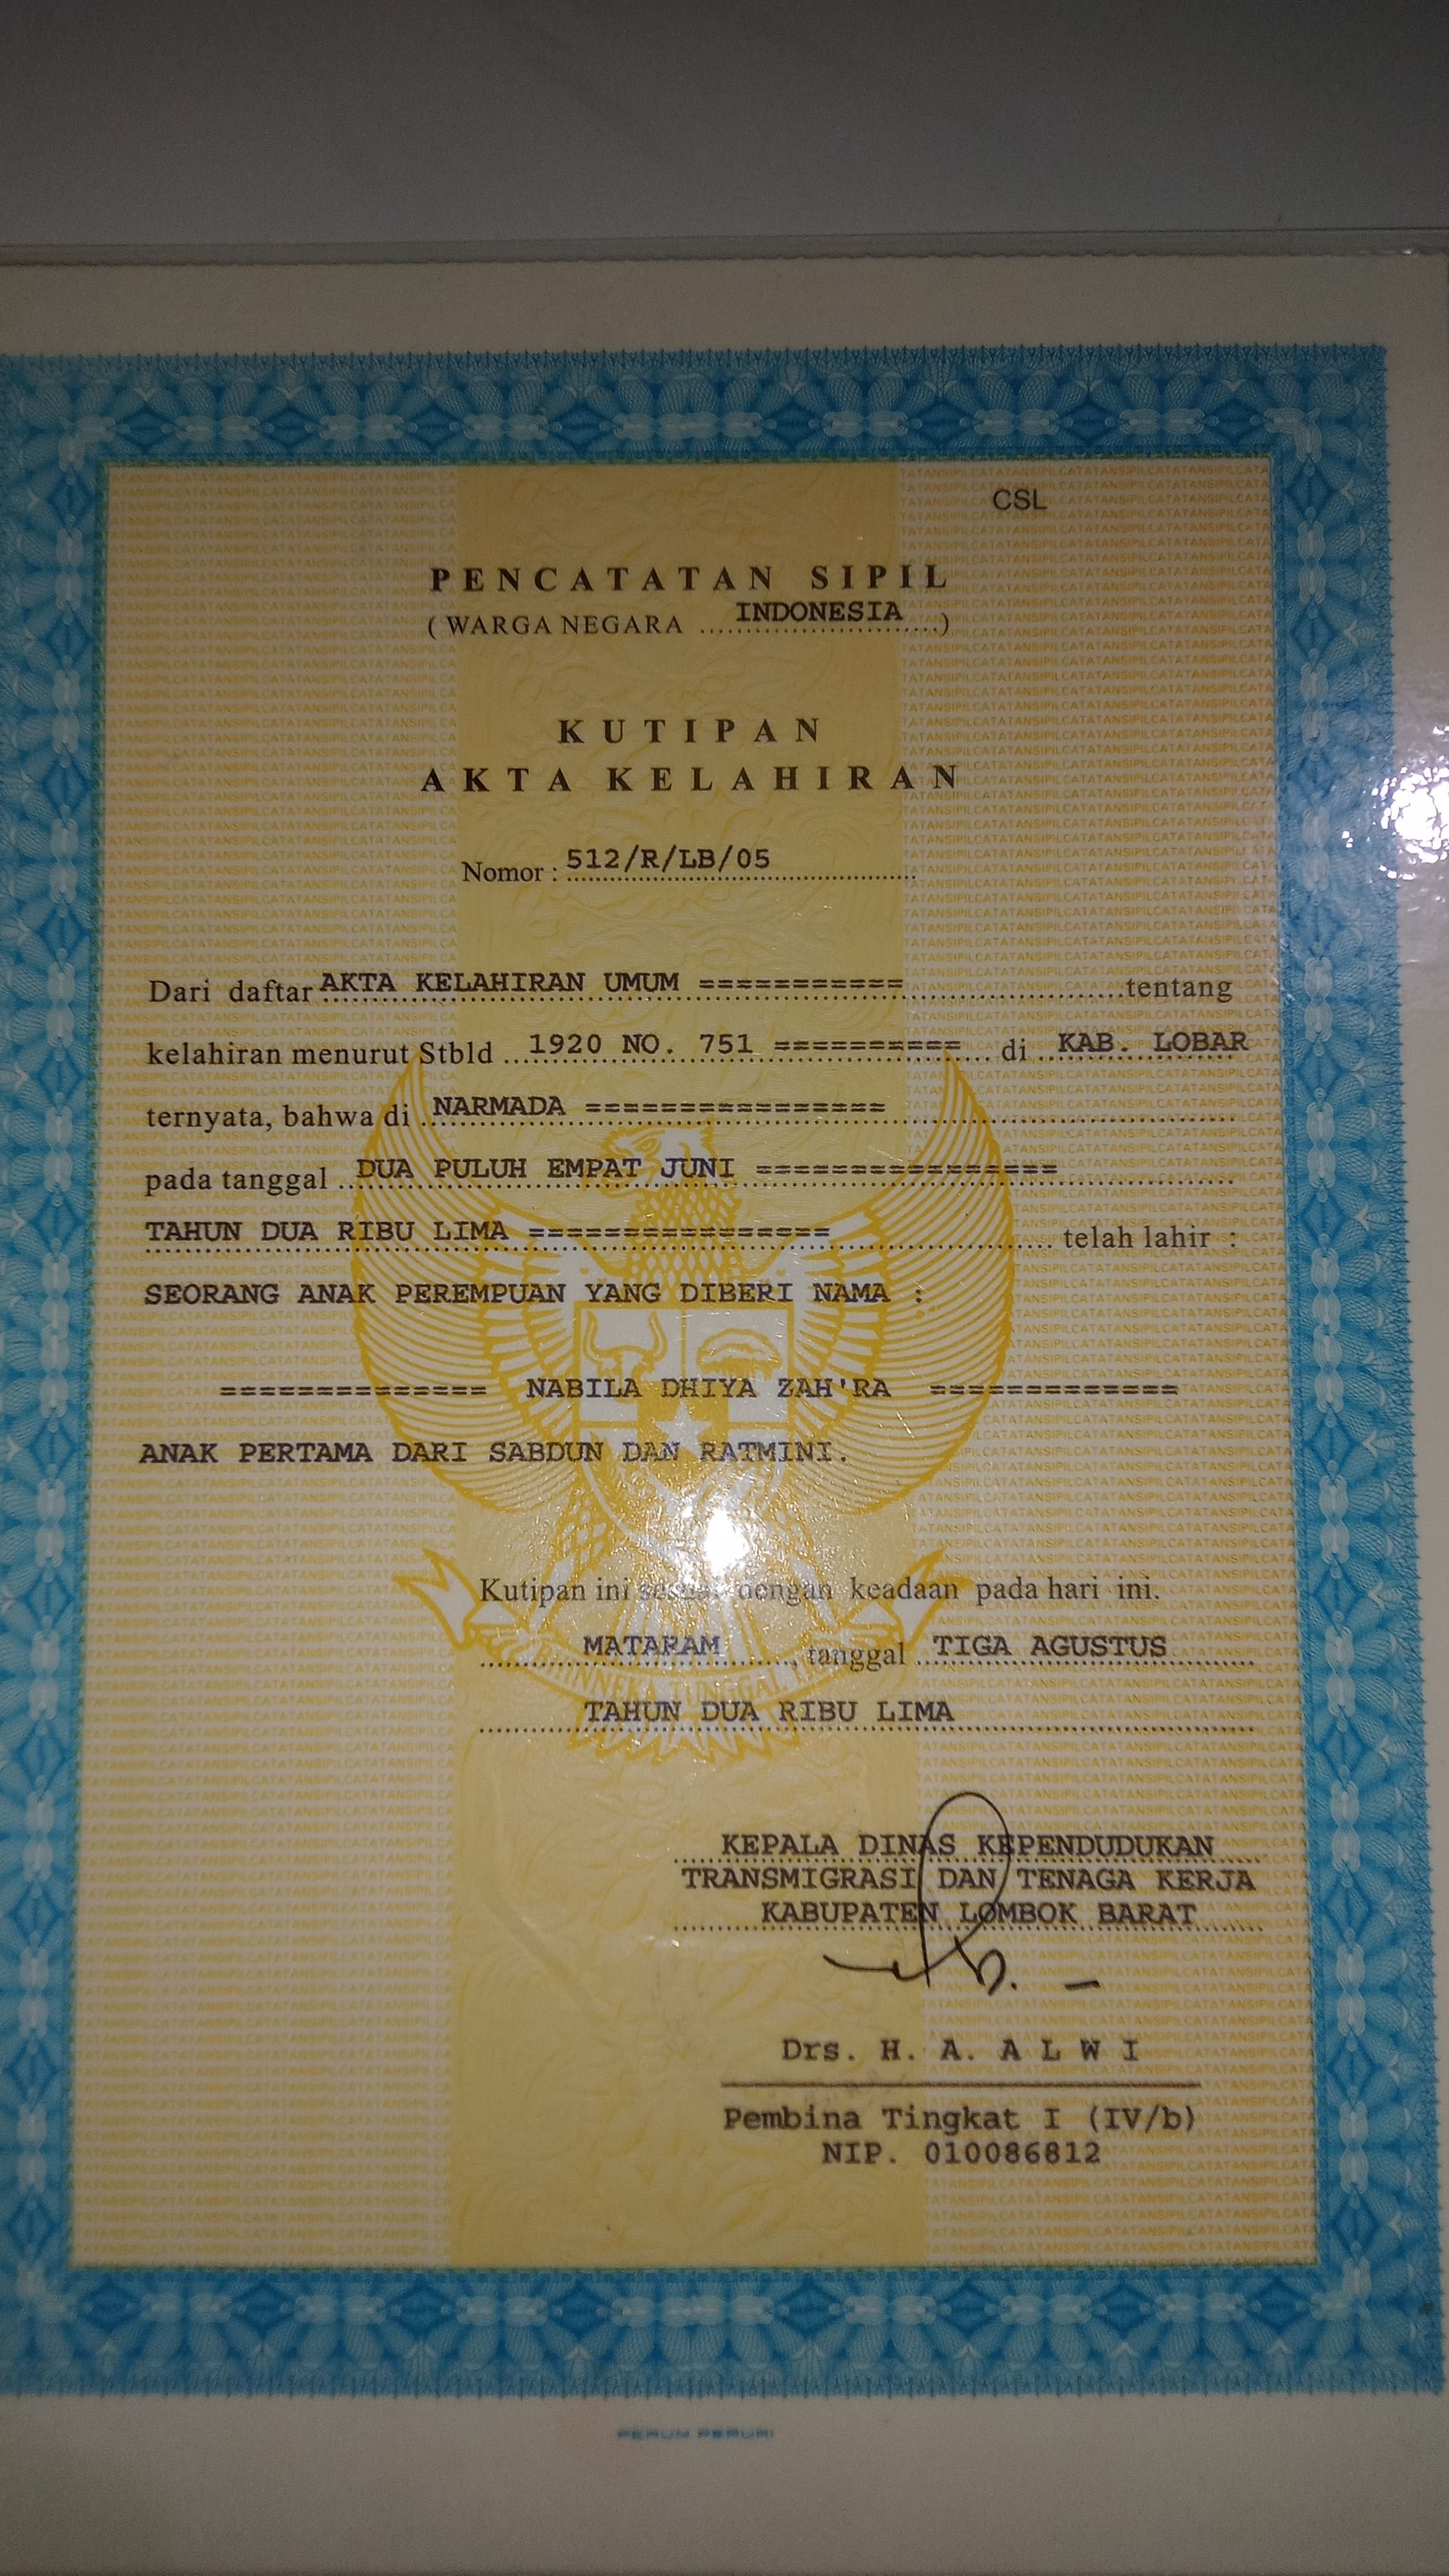 CSL
PENCATATAN SIPIL
( WARGA NEGARA ... INDONESIA ...)
KUTIPAN
AKTA KELAHIRAN
Nomor : 512/R/LB/05
Dari daftar AKTA KELAHIRAN UMUM =========== tentang
kelahiran menurut Stbld ... 1920 NO. 751 ========== ... di ... KAB. LOBAR
ternyata, bahwa di NARMADA ================
pada tanggal ... DUA PULUH EMPAT JUNI ================
TAHUN DUA RIBU LIMA ================ ... telah lahir :
SEORANG ANAK PEREMPUAN YANG DIBERI NAMA :
============== NABILA DHIYA ZAH'RA =============
ANAK PERTAMA DARI SABDUN DAN RATMINI.
Kutipan ini sesuai dengan keadaan pada hari ini.
MATARAM, tanggal TIGA AGUSTUS
TAHUN DUA RIBU LIMA
KEPALA DINAS KEPENDUDUKAN
TRANSMIGRASI DAN TENAGA KERJA
KABUPATEN LOMBOK BARAT
Drs. H. A. A L W I
Pembina Tingkat I (IV/b)
NIP. 010086812
PERUM PERURI